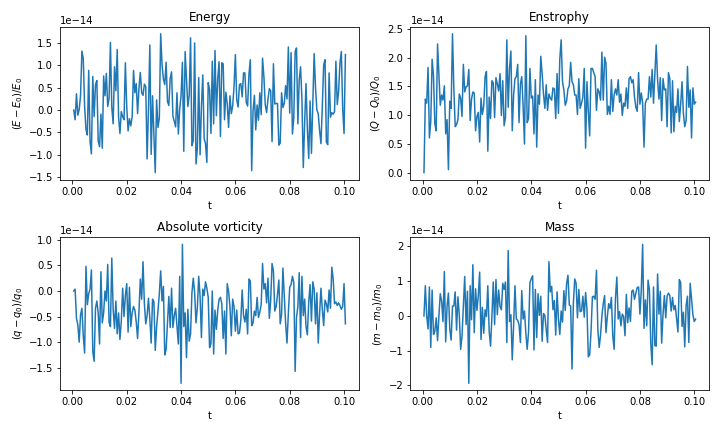 Energy
1e−14
(E − E₀)/E₀
1.5
1.0
0.5
0.0
−0.5
−1.0
−1.5
0.00 0.02 0.04 0.06 0.08 0.10
t
Enstrophy
1e−14
(Q − Q₀)/Q₀
2.5
2.0
1.5
1.0
0.5
0.0
0.00 0.02 0.04 0.06 0.08 0.10
t
Absolute vorticity
1e−14
(q − q₀)/q₀
1.0
0.5
0.0
−0.5
−1.0
−1.5
0.00 0.02 0.04 0.06 0.08 0.10
t
Mass
1e−14
(m − m₀)/m₀
2
1
0
−1
−2
0.00 0.02 0.04 0.06 0.08 0.10
t